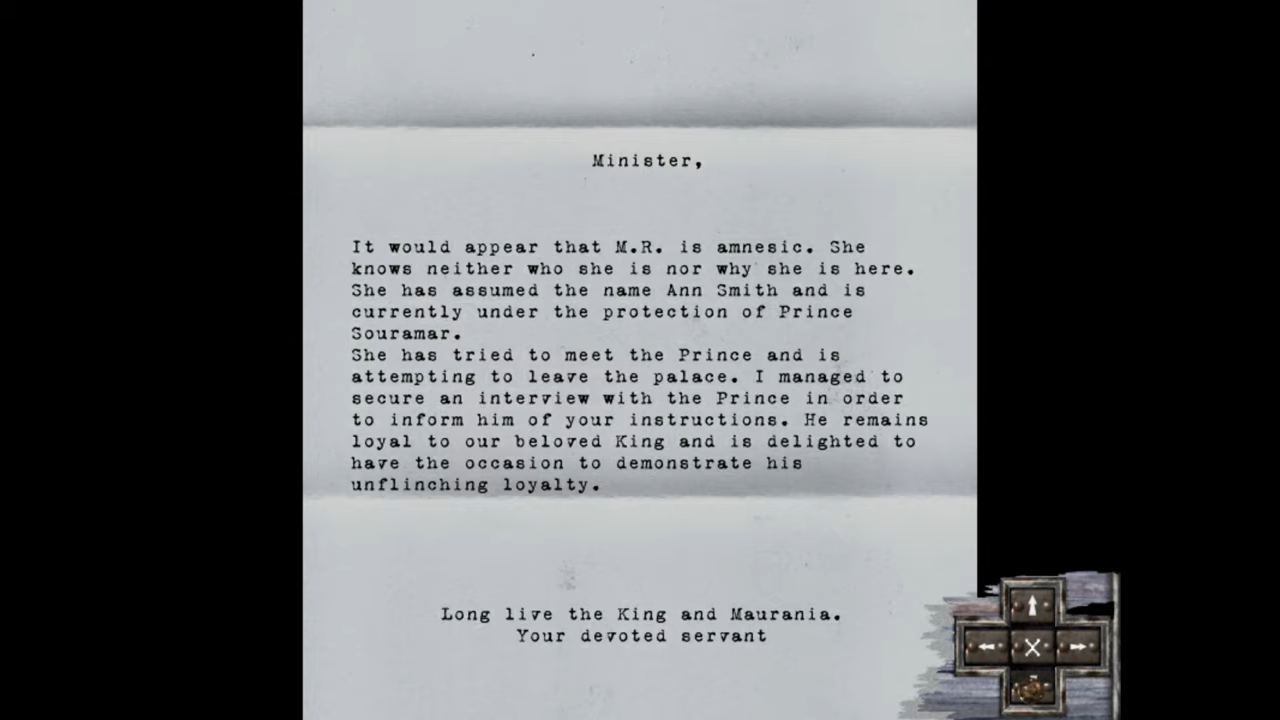 Minister,
It would appear that M.R. is amnesic. She
knows neither who she is nor why she is here.
She has assumed the name Ann Smith and is
currently under the protection of Prince
Souramar.
She has tried to meet the Prince and is
attempting to leave the palace. I managed to
secure an interview with the Prince in order
to inform him of your instructions. He remains
loyal to our beloved King and is delighted to
have the occasion to demonstrate his
unflinching loyalty.
Long live the King and Maurania.
Your devoted servant